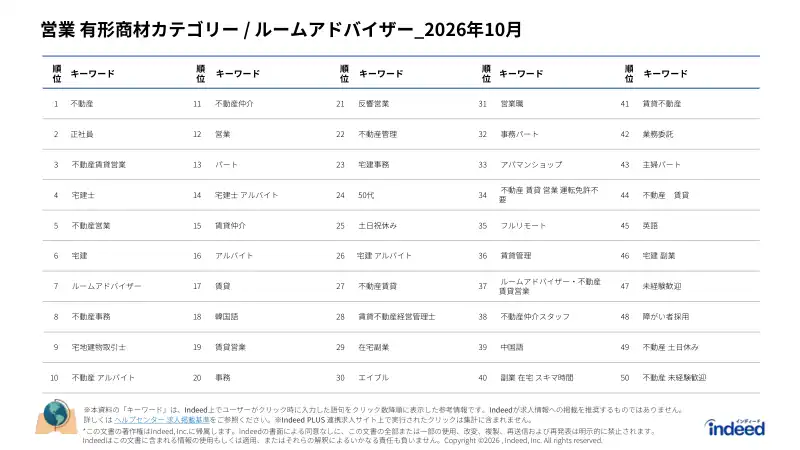 営業 有形商材カテゴリー / ルームアドバイザー_2026年10月
順位 キーワード 順位 キーワード 順位 キーワード 順位 キーワード 順位 キーワード
1 不動産 11 不動産仲介 21 反響営業 31 営業職 41 賃貸不動産
2 正社員 12 営業 22 不動産管理 32 事務パート 42 業務委託
3 不動産賃貸営業 13 パート 23 宅建事務 33 アパマンショップ 43 主婦パート
4 宅建士 14 宅建士 アルバイト 24 50代 34 不動産 賃貸 営業 運転免許不要 44 不動産　賃貸
5 不動産営業 15 賃貸仲介 25 土日祝休み 35 フルリモート 45 英語
6 宅建 16 アルバイト 26 宅建 アルバイト 36 賃貸管理 46 宅建 副業
7 ルームアドバイザー 17 賃貸 27 不動産賃貸 37 ルームアドバイザー・不動産賃貸営業 47 未経験歓迎
8 不動産事務 18 韓国語 28 賃貸不動産経営管理士 38 不動産仲介スタッフ 48 障がい者採用
9 宅地建物取引士 19 賃貸営業 29 在宅副業 39 中国語 49 不動産 土日休み
10 不動産 アルバイト 20 事務 30 エイブル 40 副業 在宅 スキマ時間 50 不動産 未経験歓迎
※本資料の「キーワード」は、Indeed上でユーザーがクリック時に入力した語句をクリック数降順に表示した参考情報です。Indeedが求人情報への掲載を推奨するものではありません。
詳しくは ヘルプセンター 求人掲載基準をご参照ください。※Indeed PLUS 連携求人サイト上で実行されたクリックは集計に含まれません。
*この文書の著作権はIndeed, Inc.に帰属します。Indeedの書面による同意なしに、この文書の全部または一部の使用、改変、複製、再送信および再発表は明示的に禁止されます。
Indeedはこの文書に含まれる情報の使用もしくは適用、またはそれらの解釈によるいかなる責任も負いません。Copyright ©2026 , Indeed, Inc. All rights reserved.
インディード
indeed